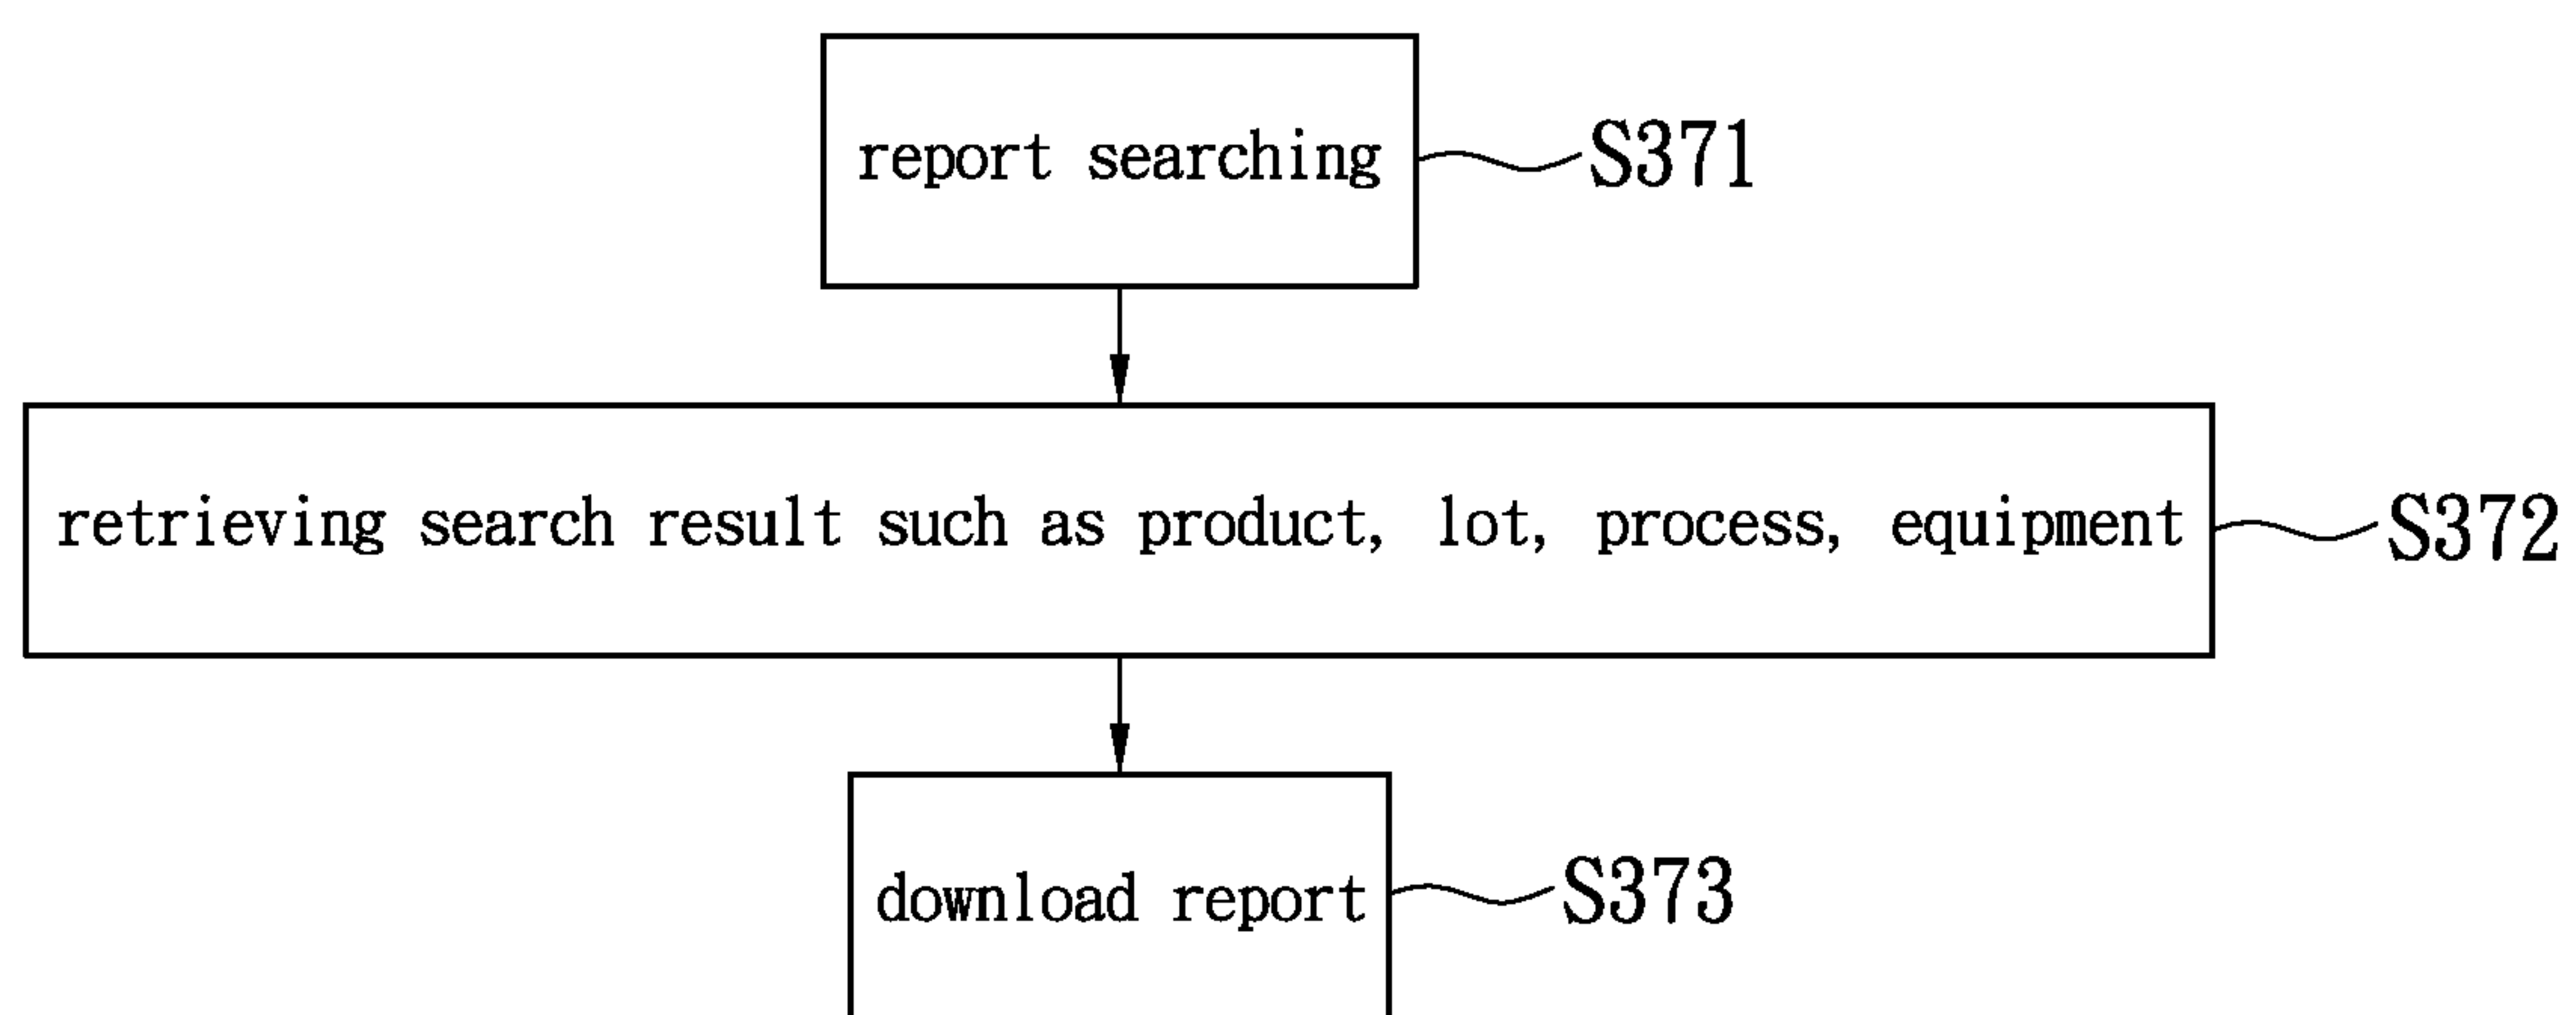 report searching S371
retrieving search result such as product, lot, process, equipment S372
download report S373